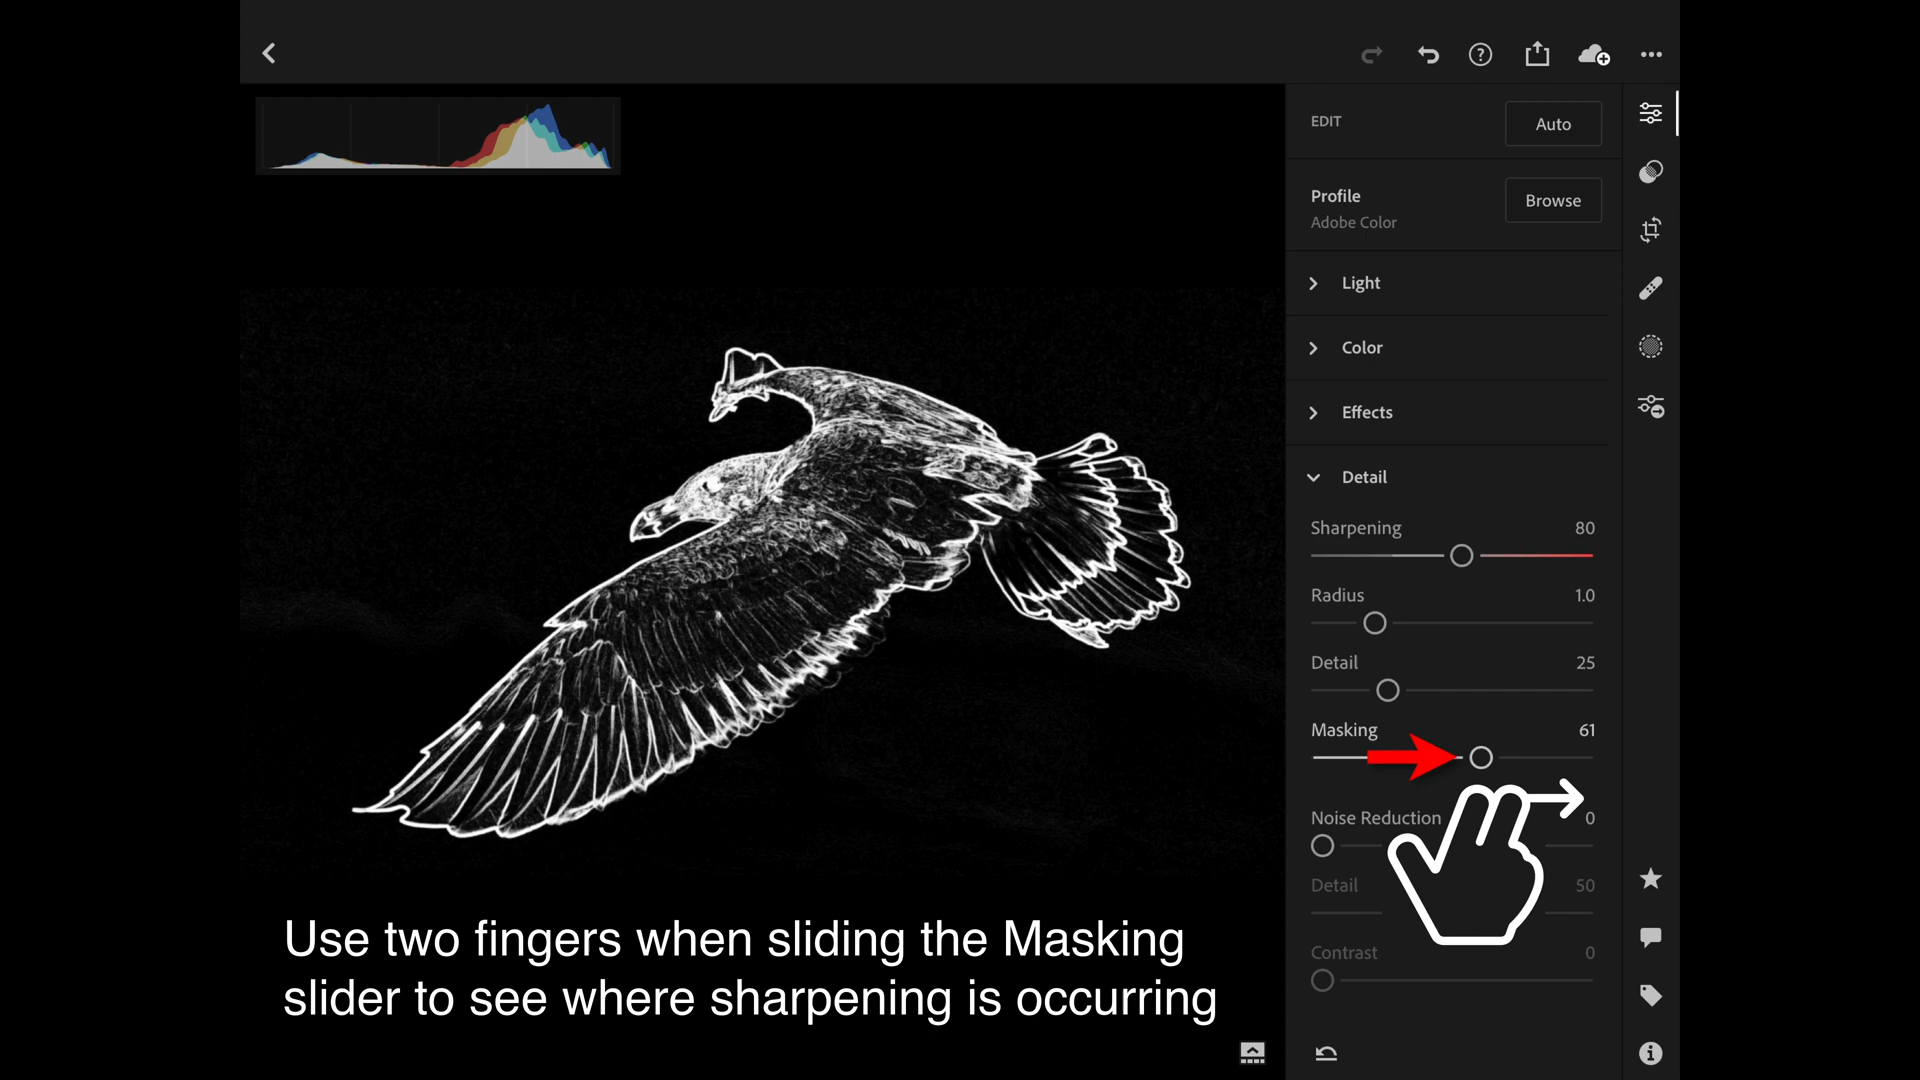 EDIT
Auto
Profile
Adobe Color
Browse
Light
Color
Effects
Detail
Sharpening 80
Radius 1.0
Detail 25
Masking 61
Noise Reduction 0
Detail 50
Contrast 0
Use two fingers when sliding the Masking
slider to see where sharpening is occurring